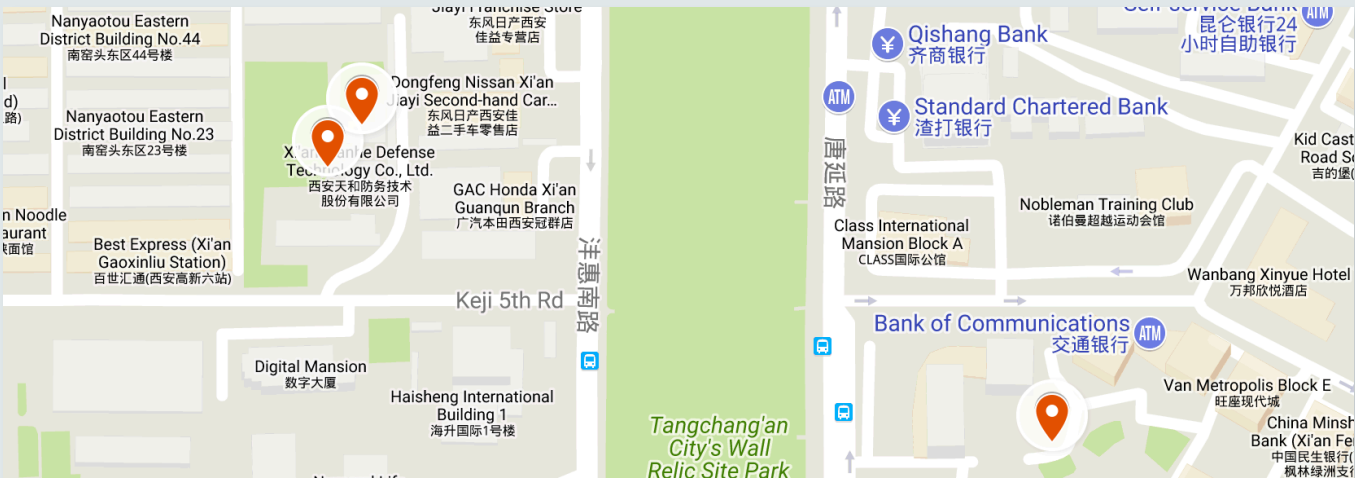 Nanyaotou Eastern
District Building No.44
南窑头东区44号楼
Jiayi Franchise Store
东风日产西安
佳益专营店
Qishang Bank
齐商银行
Self-service Bank
昆仑银行24
小时自助银行
ATM
d)
路)
Nanyaotou Eastern
District Building No.23
南窑头东区23号楼
Dongfeng Nissan Xi'an
Jiayi Second-hand Car...
东风日产西安佳
益二手车零售店
ATM
Standard Chartered Bank
渣打银行
Defense
Technology Co., Ltd.
西安天和防务技术
股份有限公司
唐延路
Kid Cast
Road
吉的堡(
GAC Honda Xi'an
Guanqun Branch
广汽本田西安冠群店
n Noodle
aurant
面馆
Nobleman Training Club
诺伯曼超越运动会馆
Class International
Mansion Block A
CLASS国际公馆
Best Express (Xi'an
Gaoxinliu Station)
百世汇通(西安高新六站)
沣惠南路
Keji 5th Rd
Wanbang Xinyue Hotel
万邦欣悦酒店
Bank of Communications
交通银行
ATM
Digital Mansion
数字大厦
Haisheng International
Building 1
海升国际1号楼
Van Metropolis Block E
旺座现代城
Tangchang'an
City's Wall
Relic Site Park
China Minsh
Bank (Xi'an Fe
中国民生银行(
枫林绿洲支行